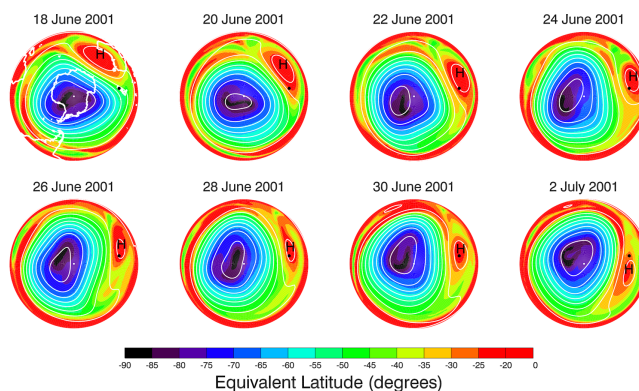 18 June 2001 20 June 2001 22 June 2001 24 June 2001
H H H H
26 June 2001 28 June 2001 30 June 2001 2 July 2001
H H H H
-90 -85 -80 -75 -70 -65 -60 -55 -50 -45 -40 -35 -30 -25 -20 0
Equivalent Latitude (degrees)